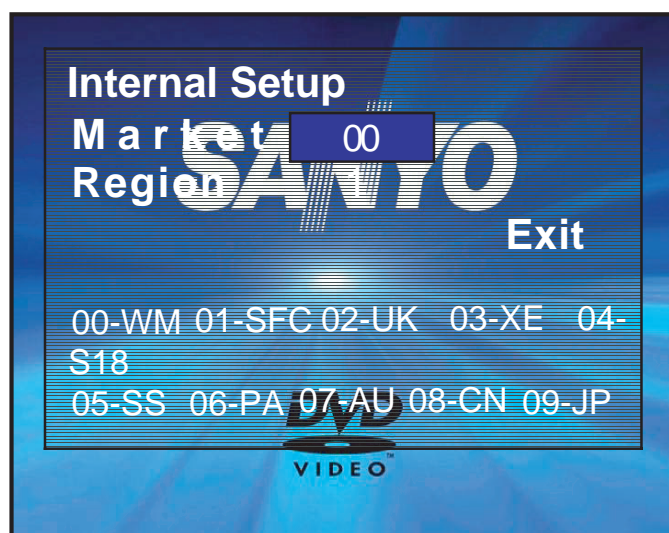 Internal Setup
Market 00
SANYO
Region 1
Exit
00-WM 01-SFC 02-UK 03-XE 04-
S18
05-SS 06-PA 07-AU 08-CN 09-JP
DVD
VIDEO™